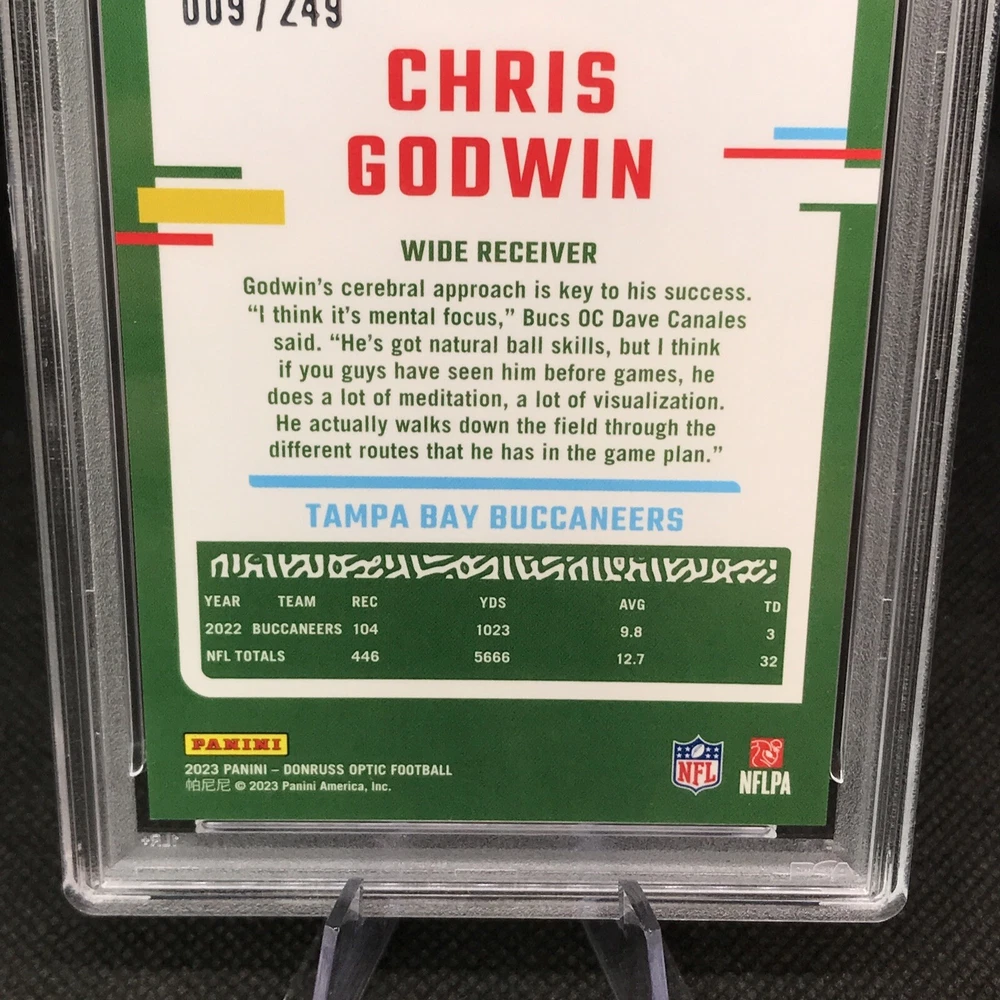 009/249
CHRIS
GODWIN
WIDE RECEIVER
Godwin's cerebral approach is key to his success.
“I think it's mental focus,” Bucs OC Dave Canales
said. “He's got natural ball skills, but I think
if you guys have seen him before games, he
does a lot of meditation, a lot of visualization.
He actually walks down the field through the
different routes that he has in the game plan.”
TAMPA BAY BUCCANEERS
YEAR TEAM REC YDS AVG TD
2022 BUCCANEERS 104 1023 9.8 3
NFL TOTALS 446 5666 12.7 32
PANINI
2023 PANINI – DONRUSS OPTIC FOOTBALL
帕尼尼 © 2023 Panini America, Inc.
NFL
NFLPA